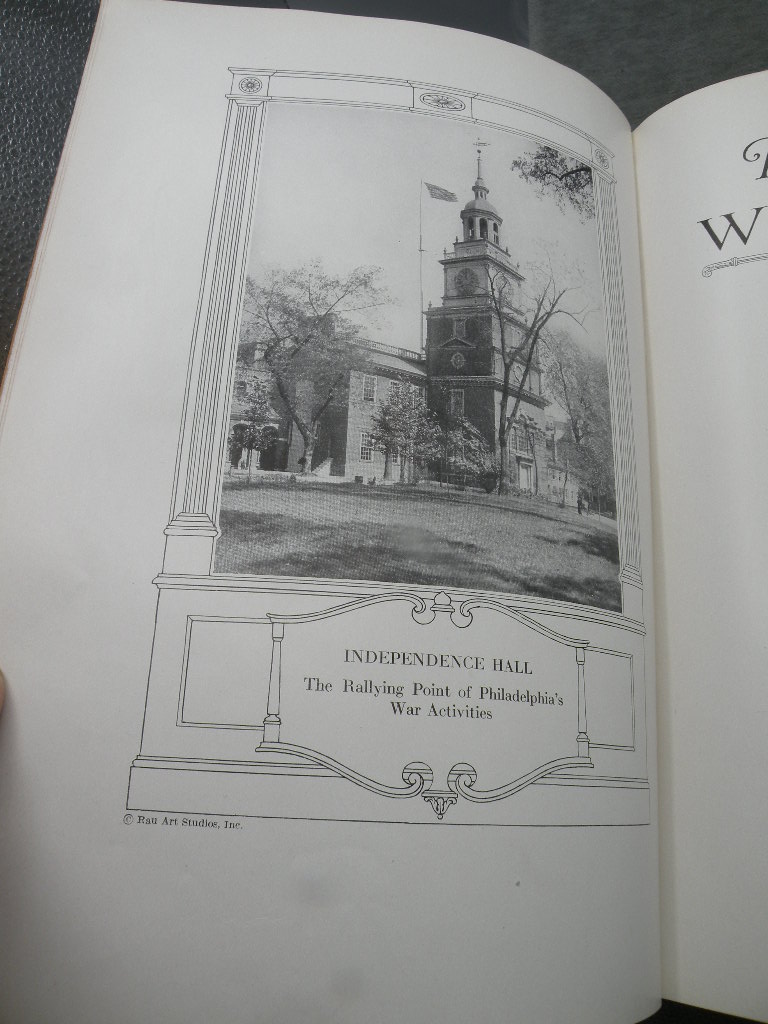 INDEPENDENCE HALL
The Rallying Point of Philadelphia's
War Activities
© Rau Art Studios, Inc.